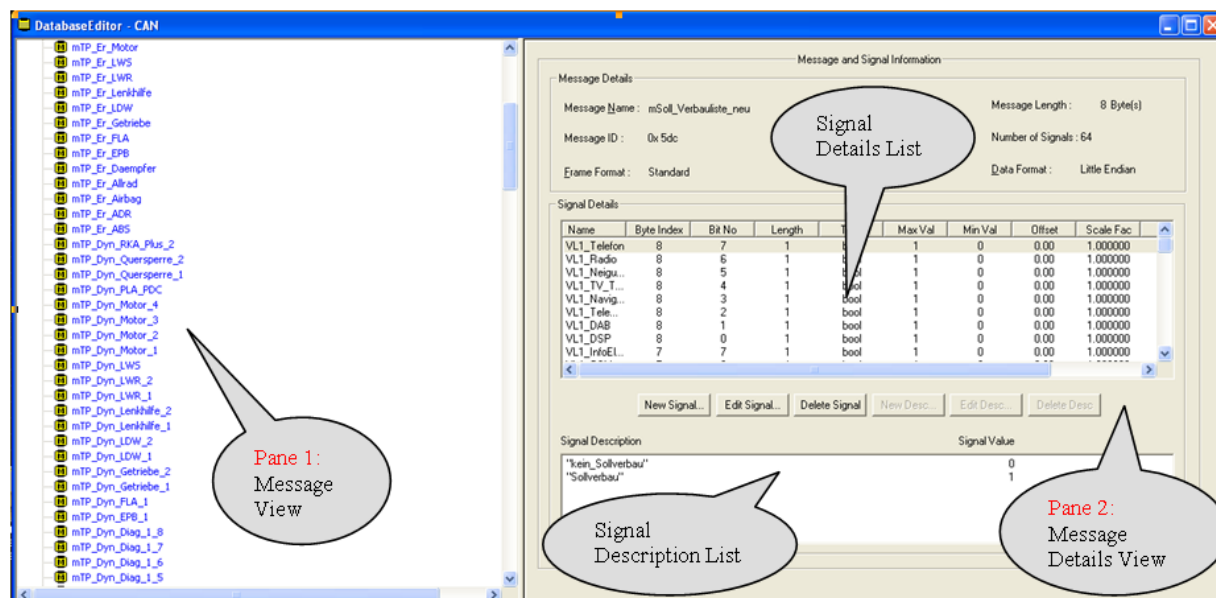 DatabaseEditor - CAN
mTP_Er_Motor
mTP_Er_LWS
mTP_Er_LWR
mTP_Er_Lenkhilfe
mTP_Er_LDW
mTP_Er_Getriebe
mTP_Er_FLA
mTP_Er_EPB
mTP_Er_Daempfer
mTP_Er_Allrad
mTP_Er_Airbag
mTP_Er_ADR
mTP_Er_ABS
mTP_Dyn_RKA_Plus_2
mTP_Dyn_Quersperre_2
mTP_Dyn_Quersperre_1
mTP_Dyn_PLA_PDC
mTP_Dyn_Motor_4
mTP_Dyn_Motor_3
mTP_Dyn_Motor_2
mTP_Dyn_Motor_1
mTP_Dyn_LWS
mTP_Dyn_LWR_2
mTP_Dyn_LWR_1
mTP_Dyn_Lenkhilfe_2
mTP_Dyn_Lenkhilfe_1
mTP_Dyn_LDW_2
mTP_Dyn_LDW_1
mTP_Dyn_Getriebe_2
mTP_Dyn_Getriebe_1
mTP_Dyn_FLA_1
mTP_Dyn_EPB_1
mTP_Dyn_Diag_1_8
mTP_Dyn_Diag_1_7
mTP_Dyn_Diag_1_6
mTP_Dyn_Diag_1_5
Pane 1:
Message
View
Message and Signal Information
Message Details
Message Name : mSoll_Verbauliste_neu
Message Length : 8 Byte(s)
Message ID : 0x 5dc
Number of Signals : 64
Frame Format : Standard
Data Format : Little Endian
Signal
Details List
Signal Details
Name Byte Index Bit No Length Max Val Min Val Offset Scale Fac
VL1_Telefon 8 7 1 1 0 0.00 1.000000
VL1_Radio 8 6 1 1 0 0.00 1.000000
VL1_Neigu... 8 5 1 bool 1 0 0.00 1.000000
VL1_TV_T... 8 4 1 bool 1 0 0.00 1.000000
VL1_Navig... 8 3 1 bool 1 0 0.00 1.000000
VL1_Tele... 8 2 1 bool 1 0 0.00 1.000000
VL1_DAB 8 1 1 bool 1 0 0.00 1.000000
VL1_DSP 8 0 1 bool 1 0 0.00 1.000000
VL1_InfoEl... 7 7 1 bool 1 0 0.00 1.000000
New Signal... Edit Signal... Delete Signal New Desc... Edit Desc... Delete Desc
Signal Description Signal Value
"kein_Sollverbau" 0
"Sollverbau" 1
Signal
Description List
Pane 2:
Message
Details View